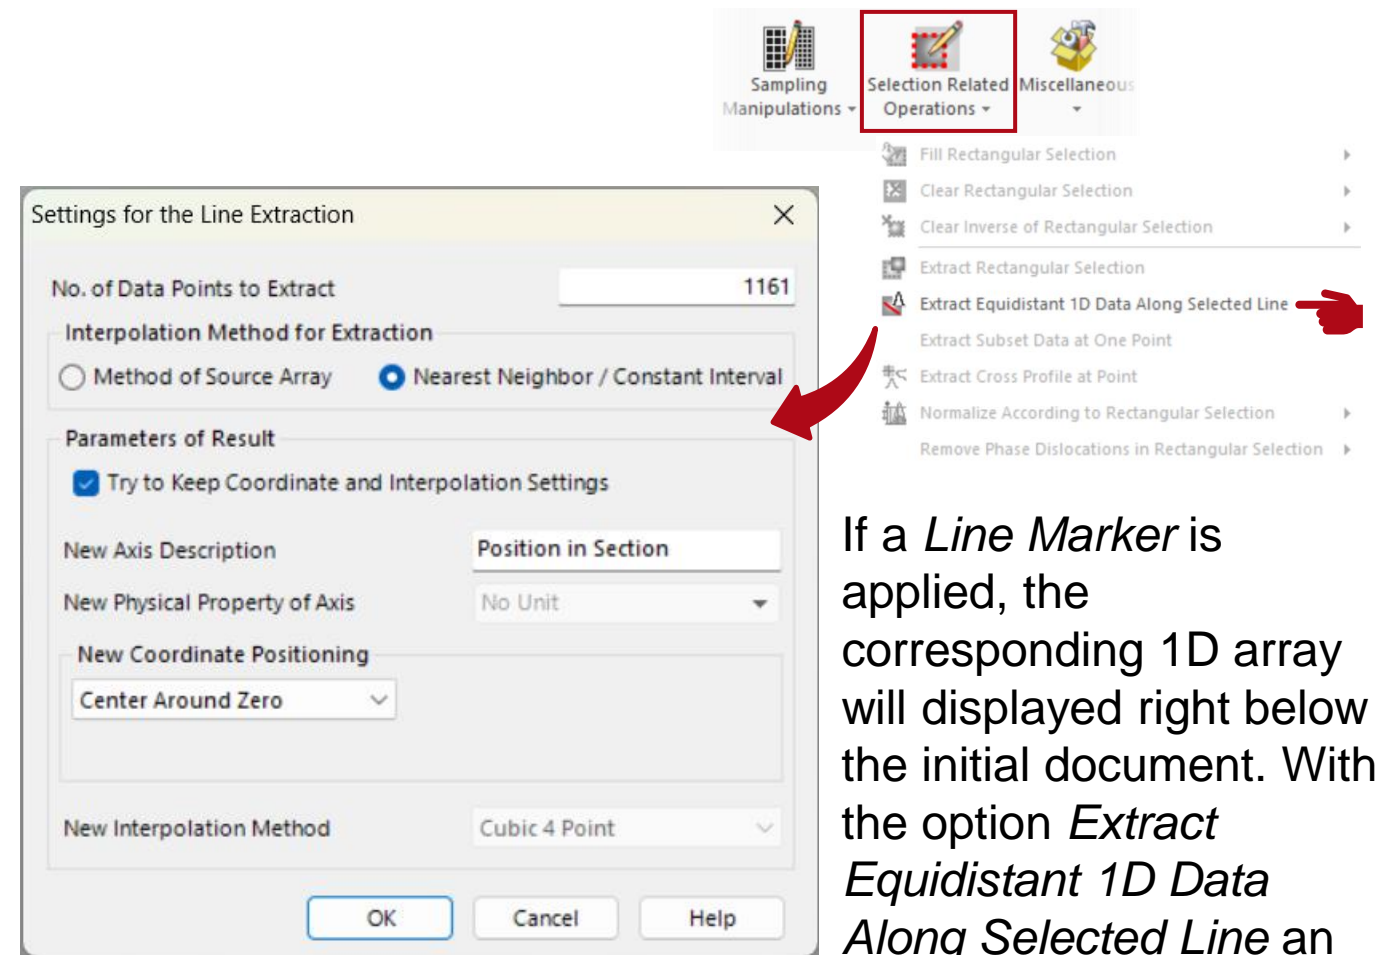 Sampling
Manipulations
Selection Related
Operations
Miscellaneous
Fill Rectangular Selection
Clear Rectangular Selection
Clear Inverse of Rectangular Selection
Extract Rectangular Selection
Extract Equidistant 1D Data Along Selected Line
Extract Subset Data at One Point
Extract Cross Profile at Point
Normalize According to Rectangular Selection
Remove Phase Dislocations in Rectangular Selection
Settings for the Line Extraction
No. of Data Points to Extract 1161
Interpolation Method for Extraction
Method of Source Array Nearest Neighbor / Constant Interval
Parameters of Result
Try to Keep Coordinate and Interpolation Settings
New Axis Description Position in Section
New Physical Property of Axis No Unit
New Coordinate Positioning
Center Around Zero
New Interpolation Method Cubic 4 Point
OK Cancel Help
If a Line Marker is
applied, the
corresponding 1D array
will displayed right below
the initial document. With
the option Extract
Equidistant 1D Data
Along Selected Line an